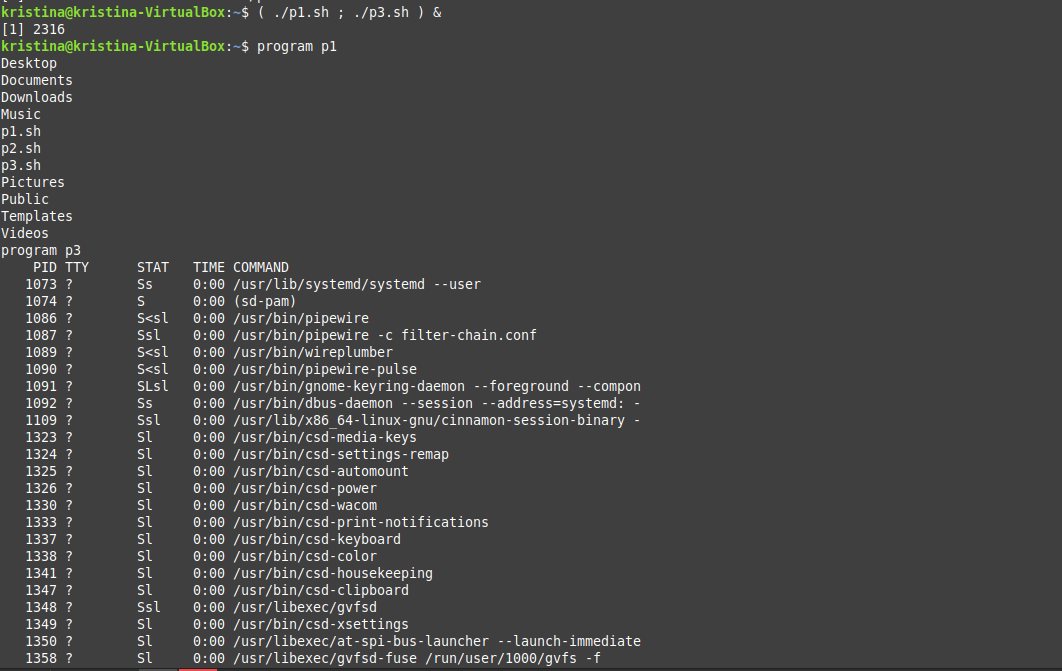 kristina@kristina-VirtualBox:~$ ( ./p1.sh ; ./p3.sh ) &
[1] 2316
kristina@kristina-VirtualBox:~$ program p1
Desktop
Documents
Downloads
Music
p1.sh
p2.sh
p3.sh
Pictures
Public
Templates
Videos
program p3
    PID TTY      STAT   TIME COMMAND
   1073 ?        Ss     0:00 /usr/lib/systemd/systemd --user
   1074 ?        S      0:00 (sd-pam)
   1086 ?        S<sl   0:00 /usr/bin/pipewire
   1087 ?        Ssl    0:00 /usr/bin/pipewire -c filter-chain.conf
   1089 ?        S<sl   0:00 /usr/bin/wireplumber
   1090 ?        S<sl   0:00 /usr/bin/pipewire-pulse
   1091 ?        SLsl   0:00 /usr/bin/gnome-keyring-daemon --foreground --compon
   1092 ?        Ss     0:00 /usr/bin/dbus-daemon --session --address=systemd: -
   1109 ?        Ssl    0:00 /usr/lib/x86_64-linux-gnu/cinnamon-session-binary -
   1323 ?        Sl     0:00 /usr/bin/csd-media-keys
   1324 ?        Sl     0:00 /usr/bin/csd-settings-remap
   1325 ?        Sl     0:00 /usr/bin/csd-automount
   1326 ?        Sl     0:00 /usr/bin/csd-power
   1330 ?        Sl     0:00 /usr/bin/csd-wacom
   1333 ?        Sl     0:00 /usr/bin/csd-print-notifications
   1337 ?        Sl     0:00 /usr/bin/csd-keyboard
   1338 ?        Sl     0:00 /usr/bin/csd-color
   1341 ?        Sl     0:00 /usr/bin/csd-housekeeping
   1347 ?        Sl     0:00 /usr/bin/csd-clipboard
   1348 ?        Ssl    0:00 /usr/libexec/gvfsd
   1349 ?        Sl     0:00 /usr/bin/csd-xsettings
   1350 ?        Sl     0:00 /usr/libexec/at-spi-bus-launcher --launch-immediate
   1358 ?        Sl     0:00 /usr/libexec/gvfsd-fuse /run/user/1000/gvfs -f